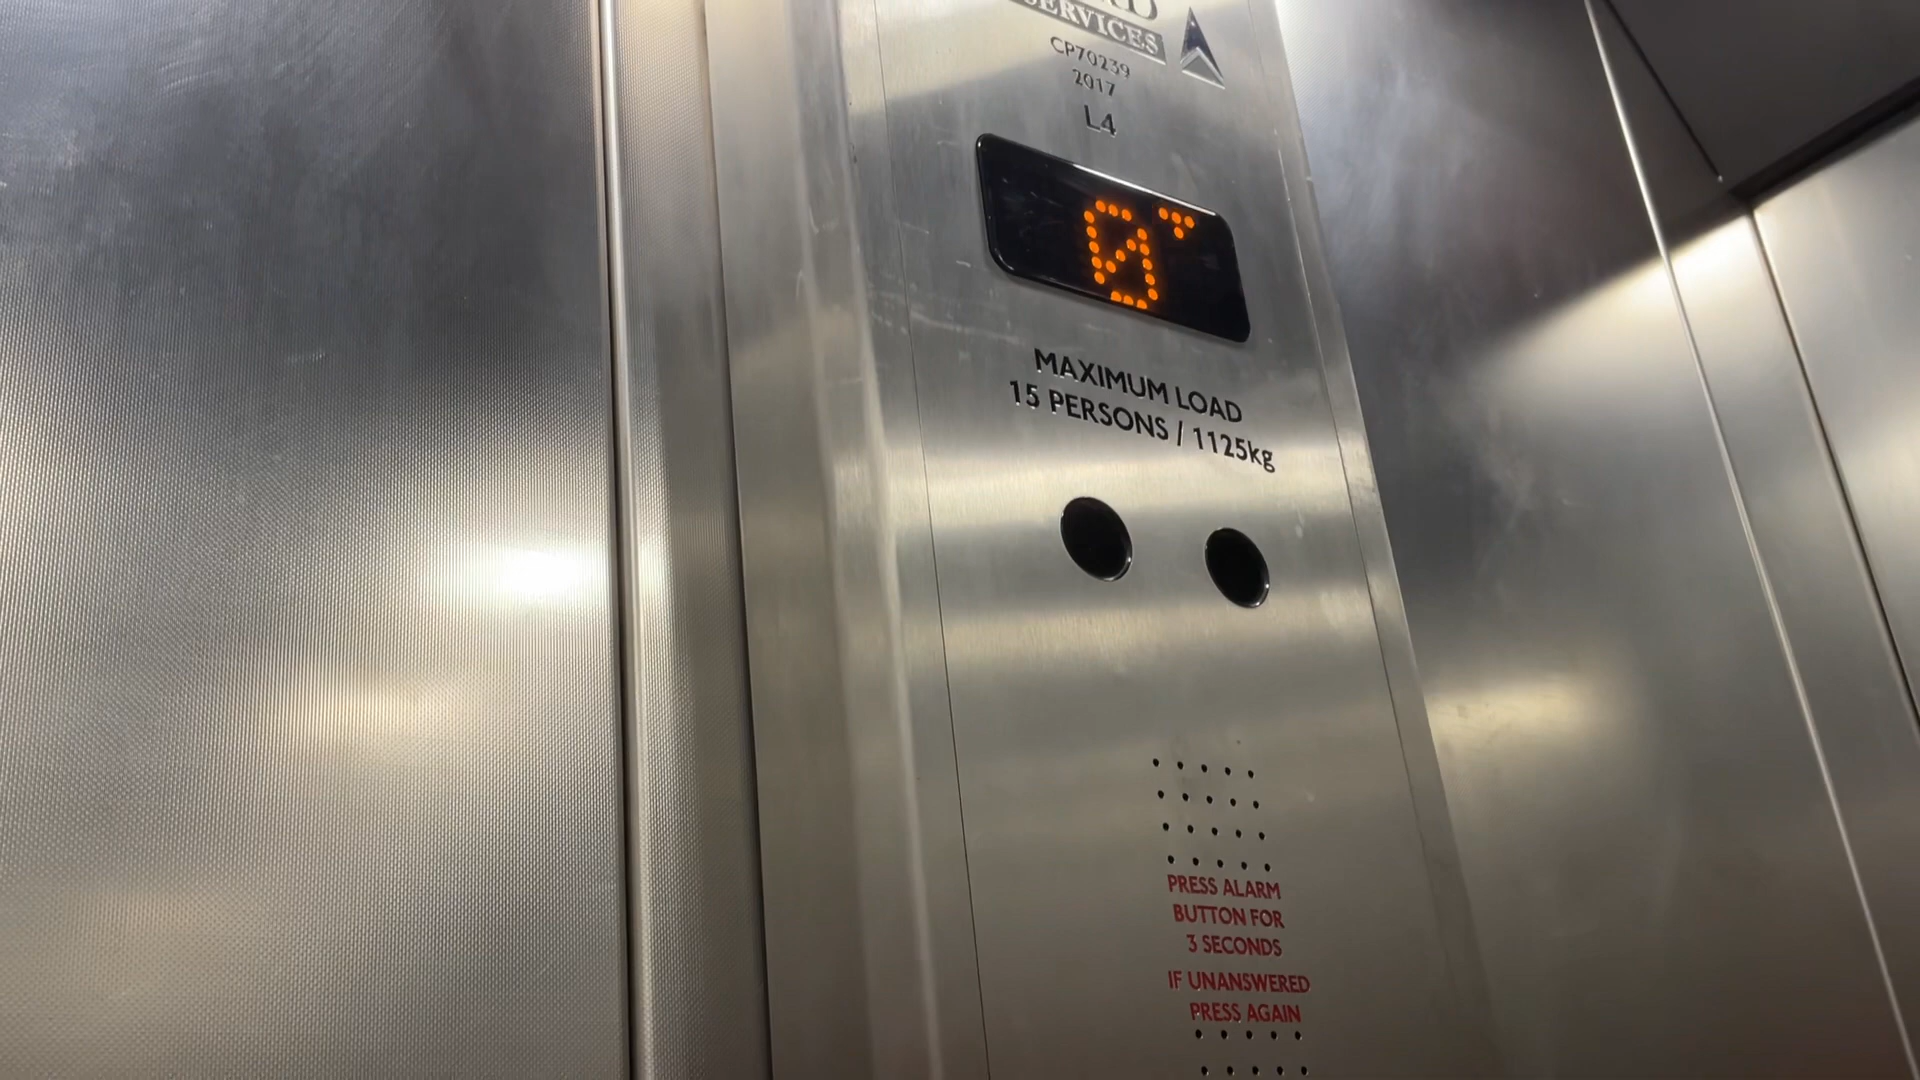 SERVICES
CP70239
2017
L4
0
MAXIMUM LOAD
15 PERSONS / 1125kg
PRESS ALARM
BUTTON FOR
3 SECONDS
IF UNANSWERED
PRESS AGAIN